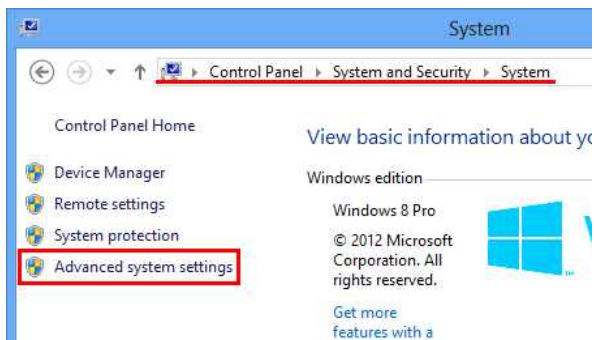 System
Control Panel System and Security System
Control Panel Home
View basic information about
Device Manager
Windows edition
Remote settings
Windows 8 Pro
System protection
© 2012 Microsoft
Corporation. All
rights reserved.
Advanced system settings
Get more
features with a